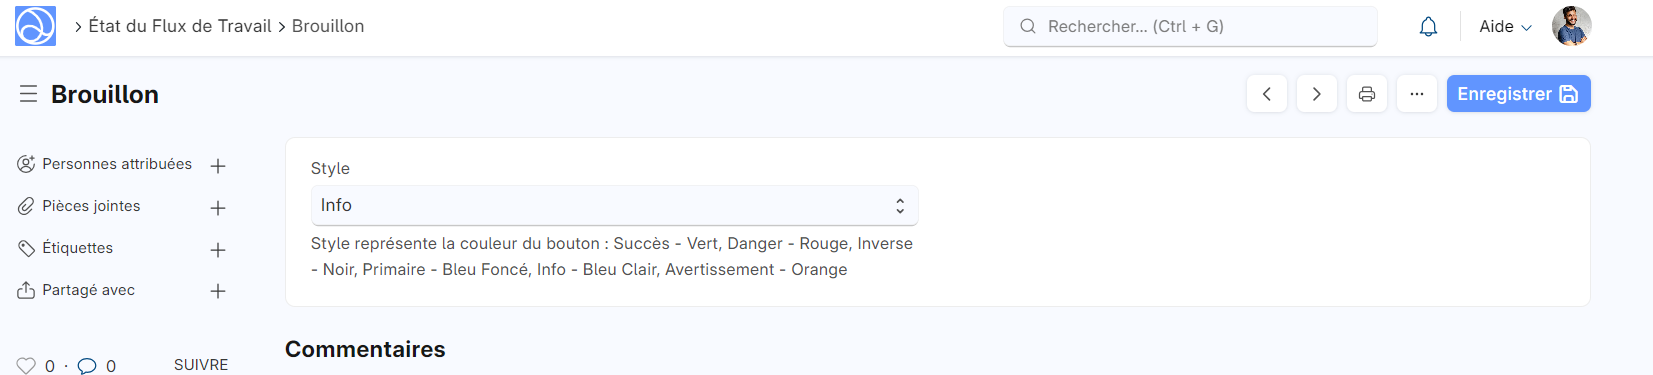 État du Flux de Travail Brouillon
Rechercher... (Ctrl + G)
Aide
Brouillon
Enregistrer
Personnes attribuées
Pièces jointes
Étiquettes
Partagé avec
0 · 0 SUIVRE
Style
Info
Style représente la couleur du bouton : Succès - Vert, Danger - Rouge, Inverse
- Noir, Primaire - Bleu Foncé, Info - Bleu Clair, Avertissement - Orange
Commentaires